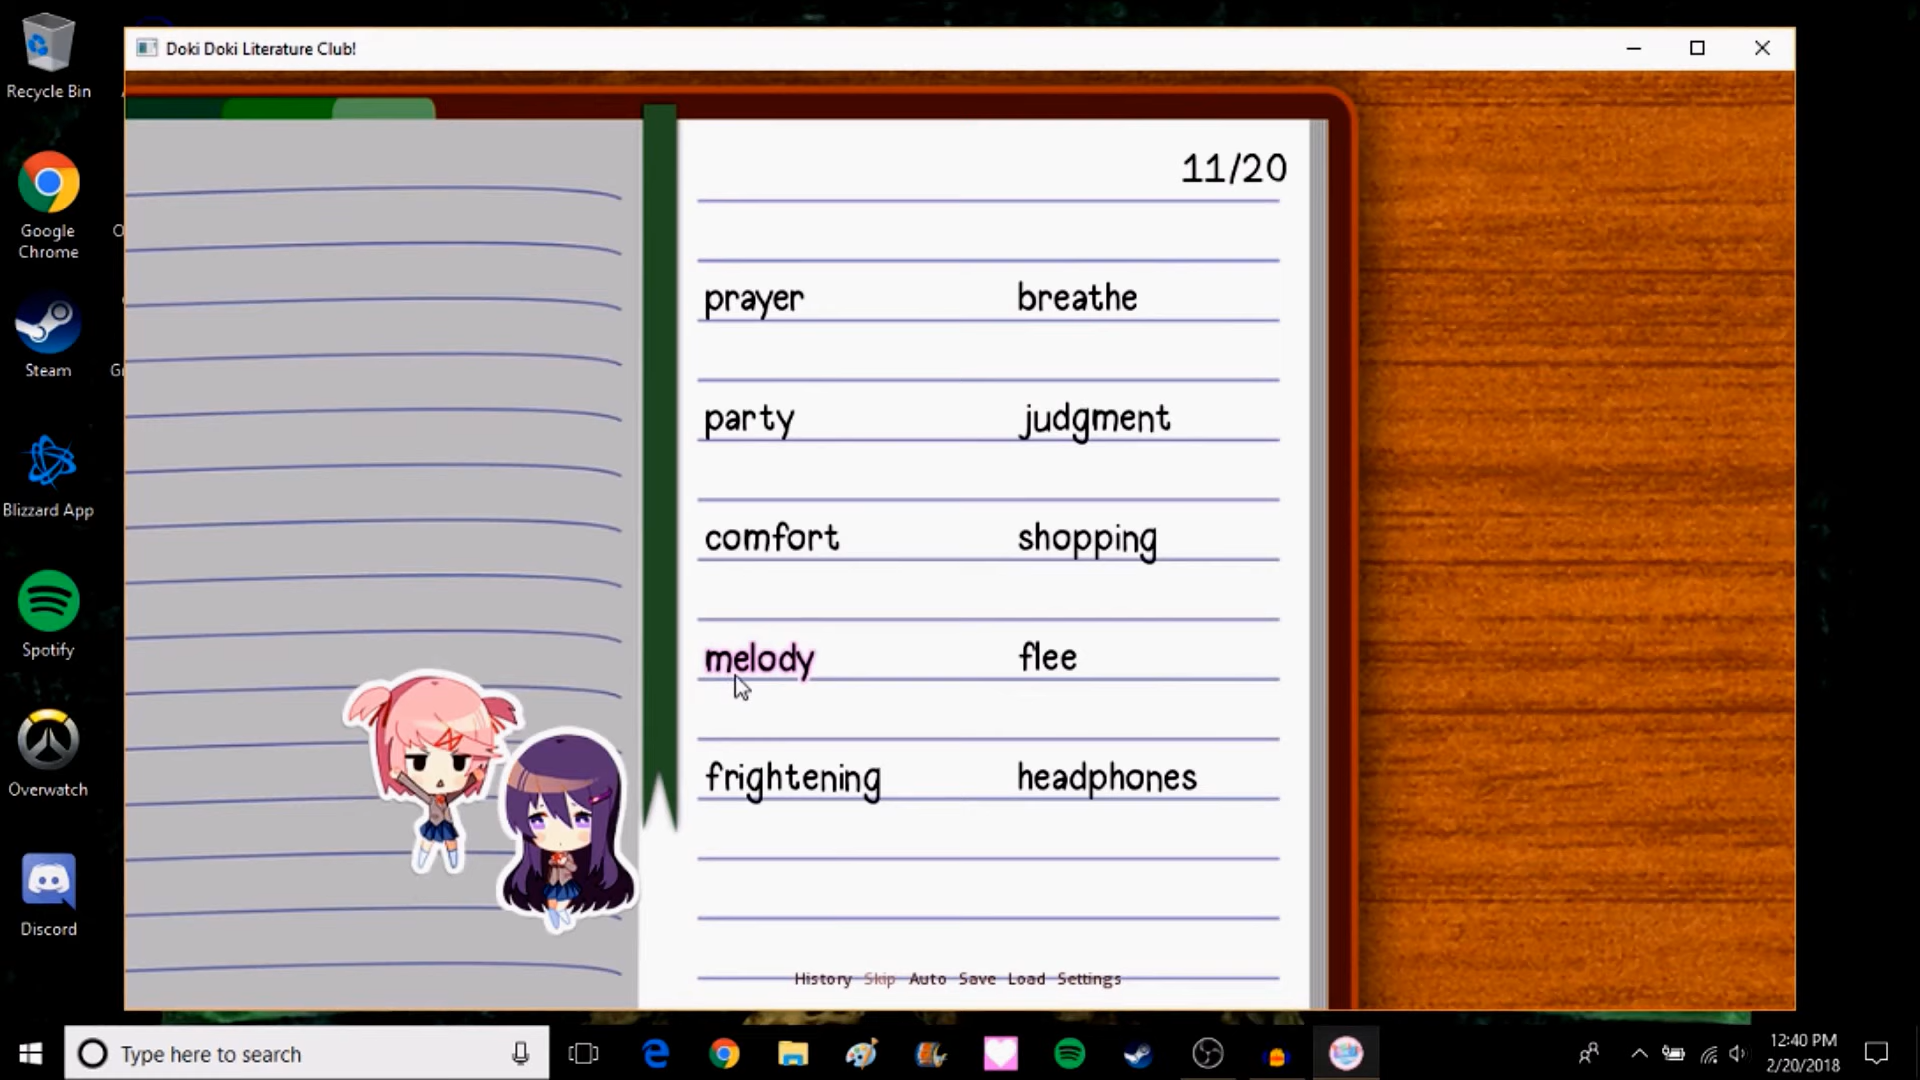 Doki Doki Literature Club!
Recycle Bin
Google
Chrome
Steam
Blizzard App
Spotify
Overwatch
Discord
11/20
prayer breathe
party judgment
comfort shopping
melody flee
frightening headphones
History Skip Auto Save Load Settings
Type here to search
12:40 PM
2/20/2018